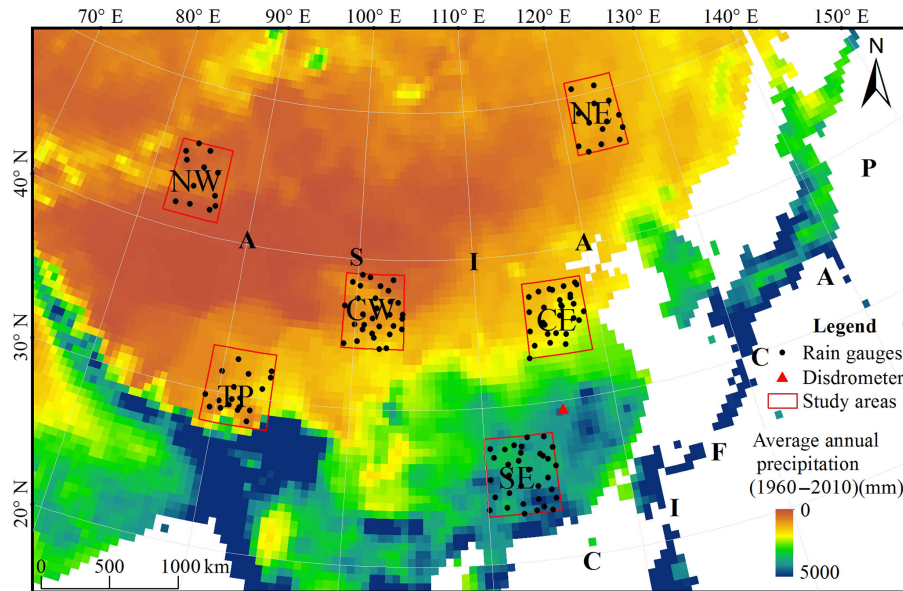 70° E 80° E 90° E 100° E 110° E 120° E 130° E 140° E 150° E
N
40° N
30° N
20° N
NE
NW
P
A S I A
A
CW
CE
TP
SE
C
F
I
C
Legend
Rain gauges
Disdrometer
Study areas
Average annual
precipitation
(1960–2010)(mm)
0
5000
0 500 1000 km